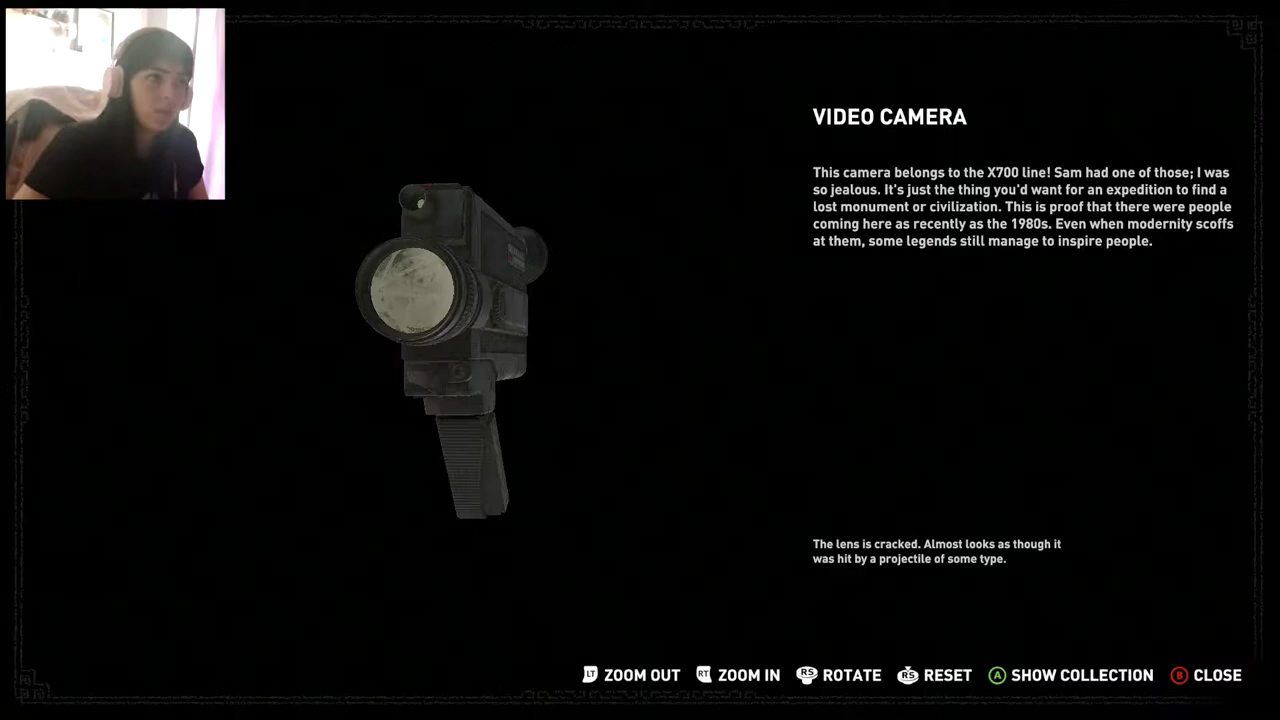 VIDEO CAMERA
This camera belongs to the X700 line! Sam had one of those; I was
so jealous. It's just the thing you'd want for an expedition to find a
lost monument or civilization. This is proof that there were people
coming here as recently as the 1980s. Even when modernity scoffs
at them, some legends still manage to inspire people.
The lens is cracked. Almost looks as though it
was hit by a projectile of some type.
LT ZOOM OUT RT ZOOM IN RS ROTATE RS RESET A SHOW COLLECTION B CLOSE